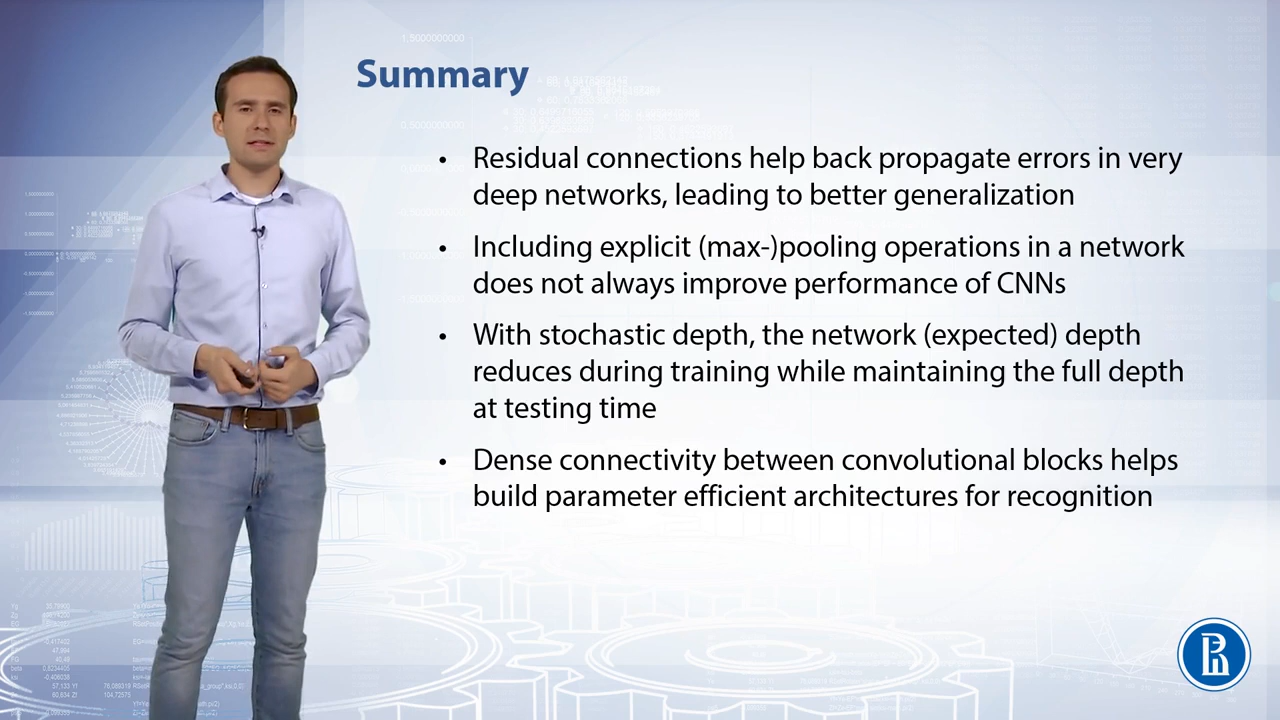 Summary
• Residual connections help back propagate errors in very
deep networks, leading to better generalization
• Including explicit (max-)pooling operations in a network
does not always improve performance of CNNs
• With stochastic depth, the network (expected) depth
reduces during training while maintaining the full depth
at testing time
• Dense connectivity between convolutional blocks helps
build parameter efficient architectures for recognition